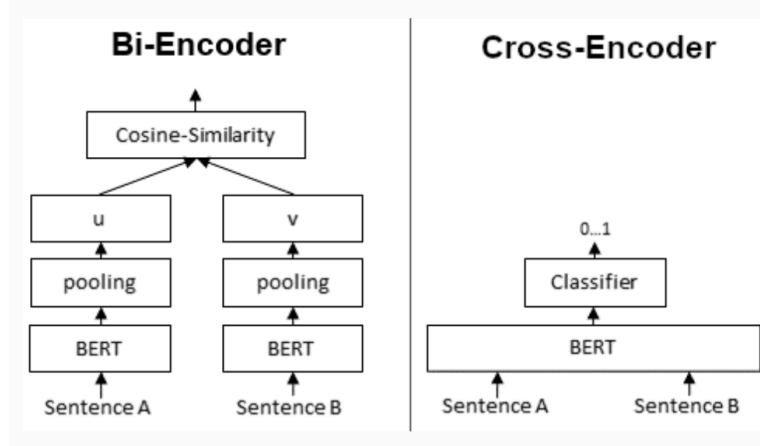 Bi-Encoder
Cosine-Similarity
u v
pooling pooling
BERT BERT
Sentence A Sentence B
Cross-Encoder
0...1
Classifier
BERT
Sentence A Sentence B